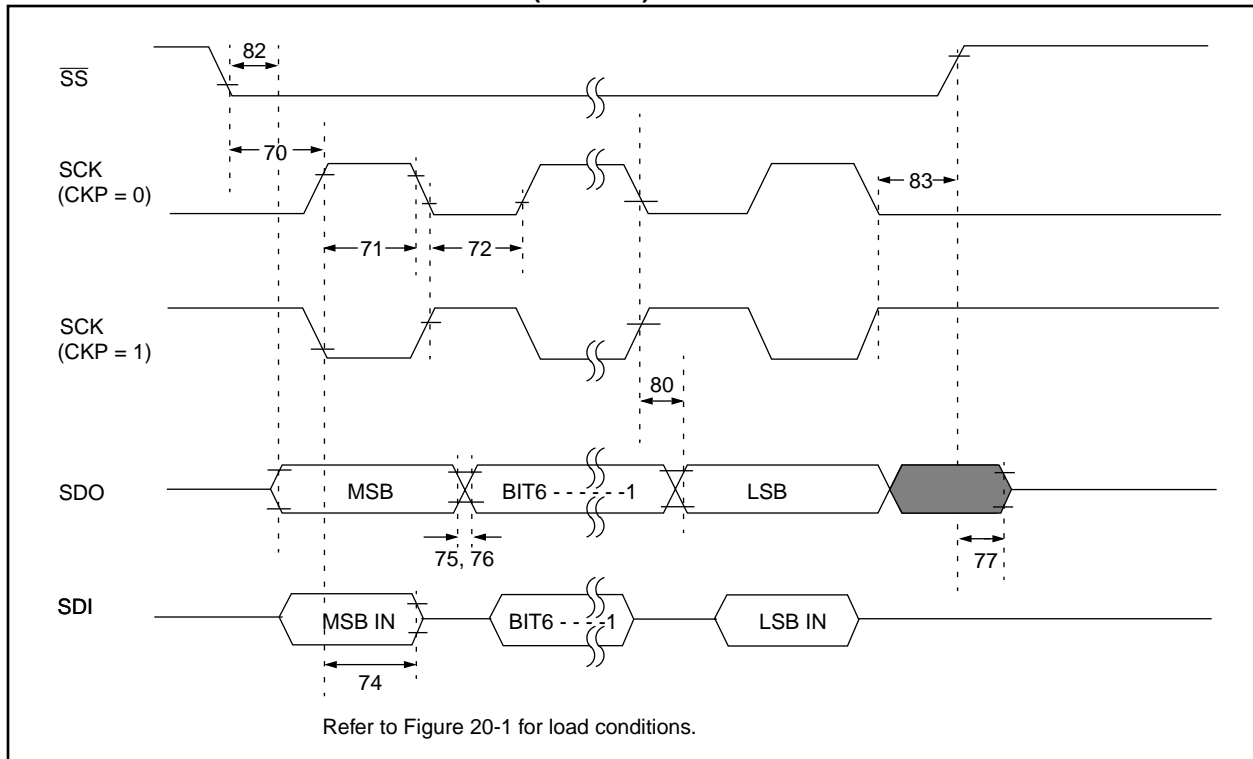 82
SS
70
SCK
(CKP = 0)
83
71
72
SCK
(CKP = 1)
80
SDO
MSB
BIT6 - - - - - -1
LSB
75, 76
77
SDI
MSB IN
BIT6 - - - -1
LSB IN
74
Refer to Figure 20-1 for load conditions.